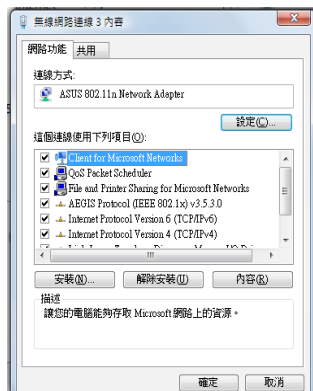 無線網路連線 3 內容
網路功能
共用
連線方式:
ASUS 802.11n Network Adapter
設定(C)...
這個連線使用下列項目(O):
Client for Microsoft Networks
QoS Packet Scheduler
File and Printer Sharing for Microsoft Networks
AEGIS Protocol (IEEE 802.1x) v3.5.3.0
Internet Protocol Version 6 (TCP/IPv6)
Internet Protocol Version 4 (TCP/IPv4)
安裝(N)...
解除安裝(U)
內容(R)
描述
讓您的電腦能夠存取 Microsoft 網路上的資源。
確定
取消